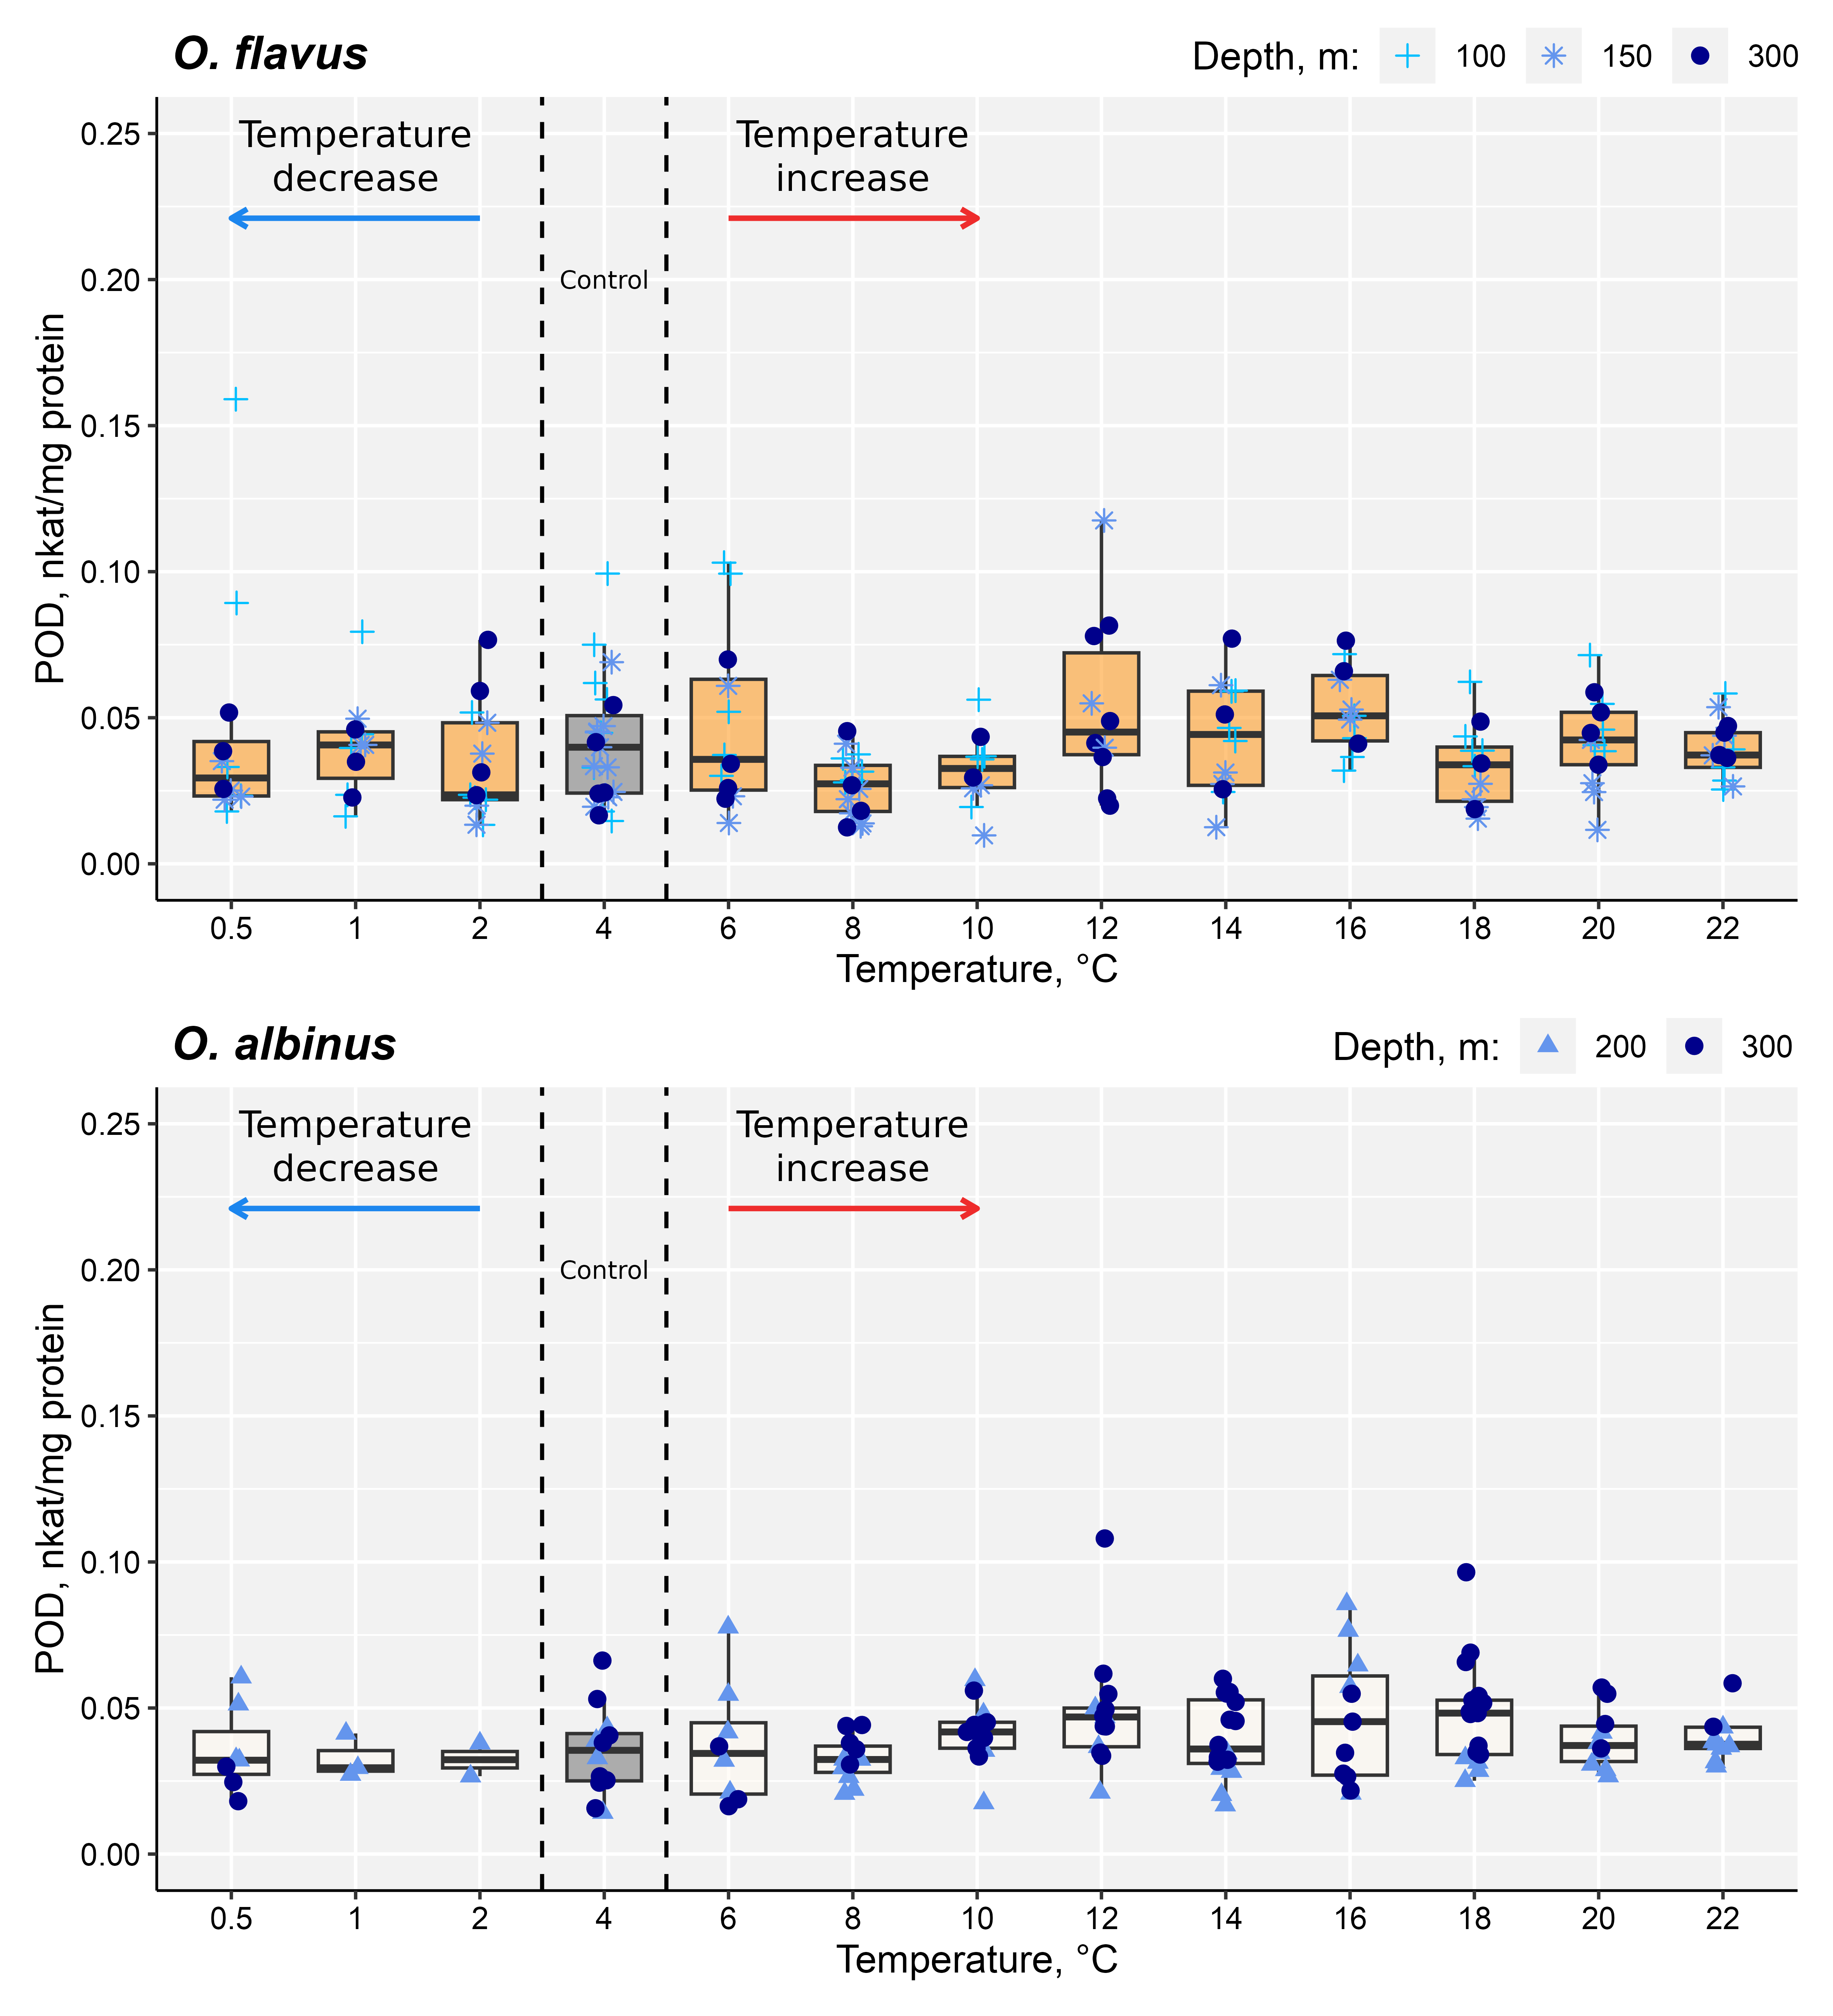 O. flavus
Depth, m: 100 150 300
Temperature decrease
Temperature increase
Control
POD, nkat/mg protein
0.25
0.20
0.15
0.10
0.05
0.00
0.5 1 2 4 6 8 10 12 14 16 18 20 22
Temperature, °C
O. albinus
Depth, m: 200 300
Temperature decrease
Temperature increase
Control
POD, nkat/mg protein
0.25
0.20
0.15
0.10
0.05
0.00
0.5 1 2 4 6 8 10 12 14 16 18 20 22
Temperature, °C